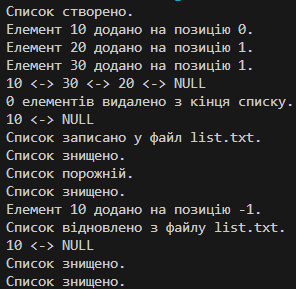 Список створено.
Елемент 10 додано на позицію 0.
Елемент 20 додано на позицію 1.
Елемент 30 додано на позицію 1.
10 <-> 30 <-> 20 <-> NULL
0 елементів видалено з кінця списку.
10 <-> NULL
Список записано у файл list.txt.
Список знищено.
Список порожній.
Список знищено.
Елемент 10 додано на позицію -1.
Список відновлено з файлу list.txt.
10 <-> NULL
Список знищено.
Список знищено.